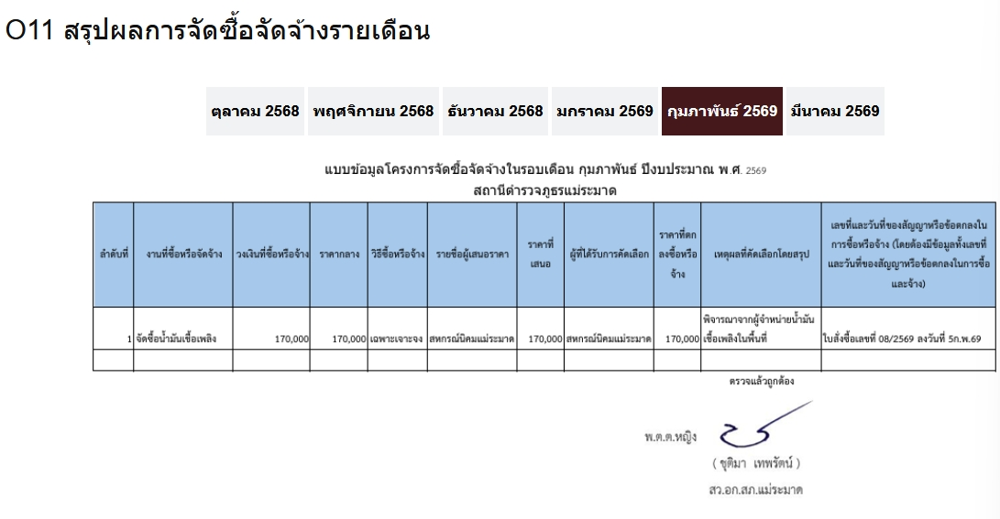 O11 สรุปผลการจัดซื้อจัดจ้างรายเดือน
ตุลาคม 2568 พฤศจิกายน 2568 ธันวาคม 2568 มกราคม 2569 กุมภาพันธ์ 2569 มีนาคม 2569
แบบข้อมูลโครงการจัดซื้อจัดจ้างในรอบเดือน กุมภาพันธ์ ปีงบประมาณ พ.ศ. 2569
สถานีตำรวจภูธรแม่ระมาด
ลำดับที่ งานที่ซื้อหรือจัดจ้าง วงเงินที่ซื้อหรือจ้าง ราคากลาง วิธีซื้อหรือจ้าง รายชื่อผู้เสนอราคา ราคาที่เสนอ ผู้ที่ได้รับการคัดเลือก ราคาที่ตกลงซื้อหรือจ้าง เหตุผลที่คัดเลือกโดยสรุป เลขที่และวันที่ของสัญญาหรือข้อตกลงในการซื้อหรือจ้าง (โดยต้องมีข้อมูลทั้งเลขที่และวันที่ของสัญญาหรือข้อตกลงในการซื้อและจ้าง)
1 จัดซื้อน้ำมันเชื้อเพลิง 170,000 170,000 เฉพาะเจาะจง สหกรณ์นิคมแม่ระมาด 170,000 สหกรณ์นิคมแม่ระมาด 170,000 พิจารณาจากผู้จำหน่ายน้ำมันเชื้อเพลิงในพื้นที่ ใบสั่งซื้อเลขที่ 08/2569 ลงวันที่ 5ก.พ.69
ตรวจแล้วถูกต้อง
พ.ต.ต.หญิง
( ชุติมา เทพรัตน์ )
สว.อก.สภ.แม่ระมาด